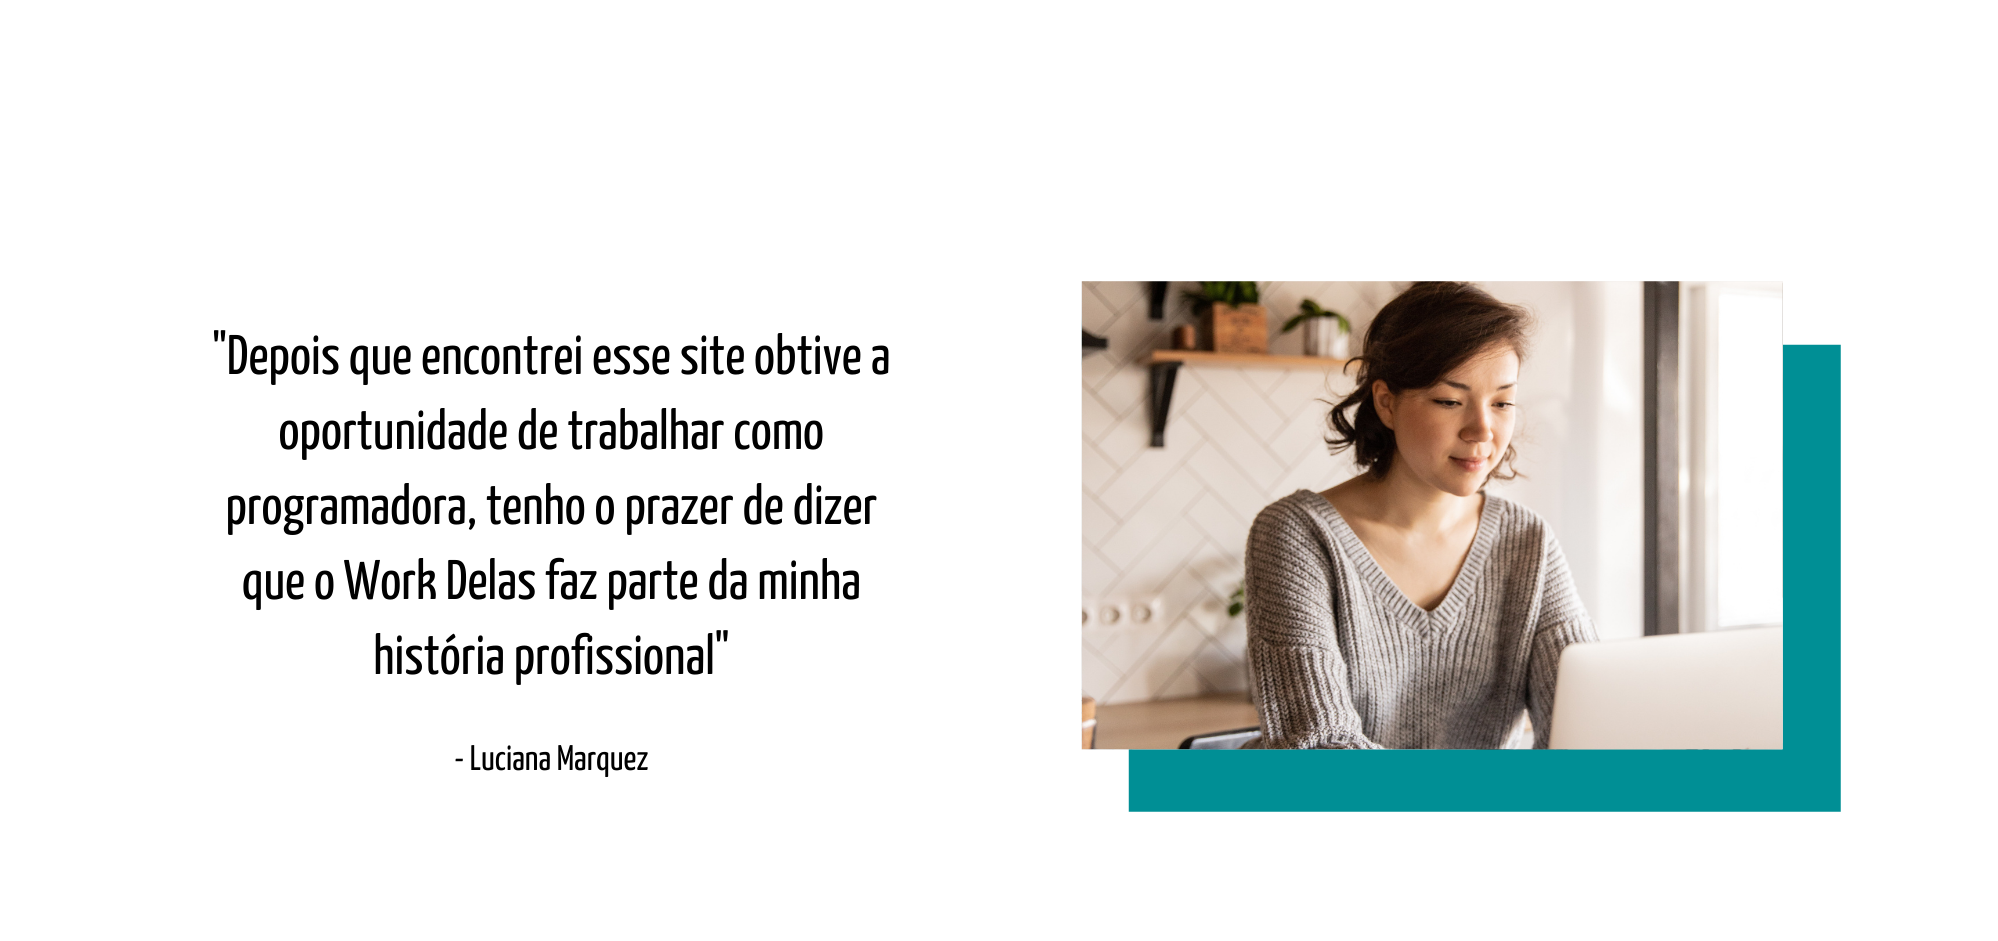 "Depois que encontrei esse site obtive a
oportunidade de trabalhar como
programadora, tenho o prazer de dizer
que o Work Delas faz parte da minha
história profissional"
- Luciana Marquez